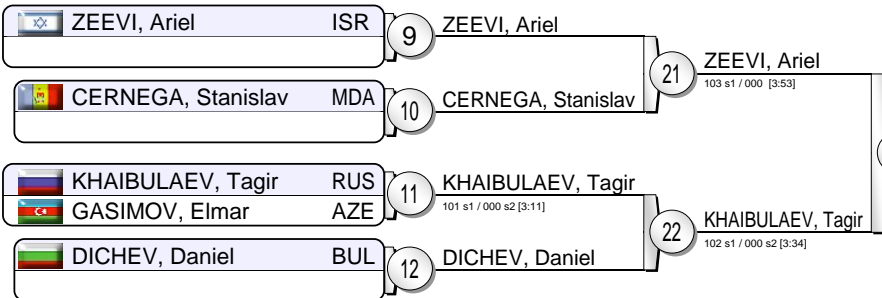 ZEEVI, Ariel ISR
9
ZEEVI, Ariel
21
ZEEVI, Ariel
103 s1 / 000 [3:53]
CERNEGA, Stanislav MDA
10
CERNEGA, Stanislav
KHAIBULAEV, Tagir RUS
GASIMOV, Elmar AZE
11
KHAIBULAEV, Tagir
101 s1 / 000 s2 [3:11]
22
KHAIBULAEV, Tagir
102 s1 / 000 s2 [3:34]
DICHEV, Daniel BUL
12
DICHEV, Daniel